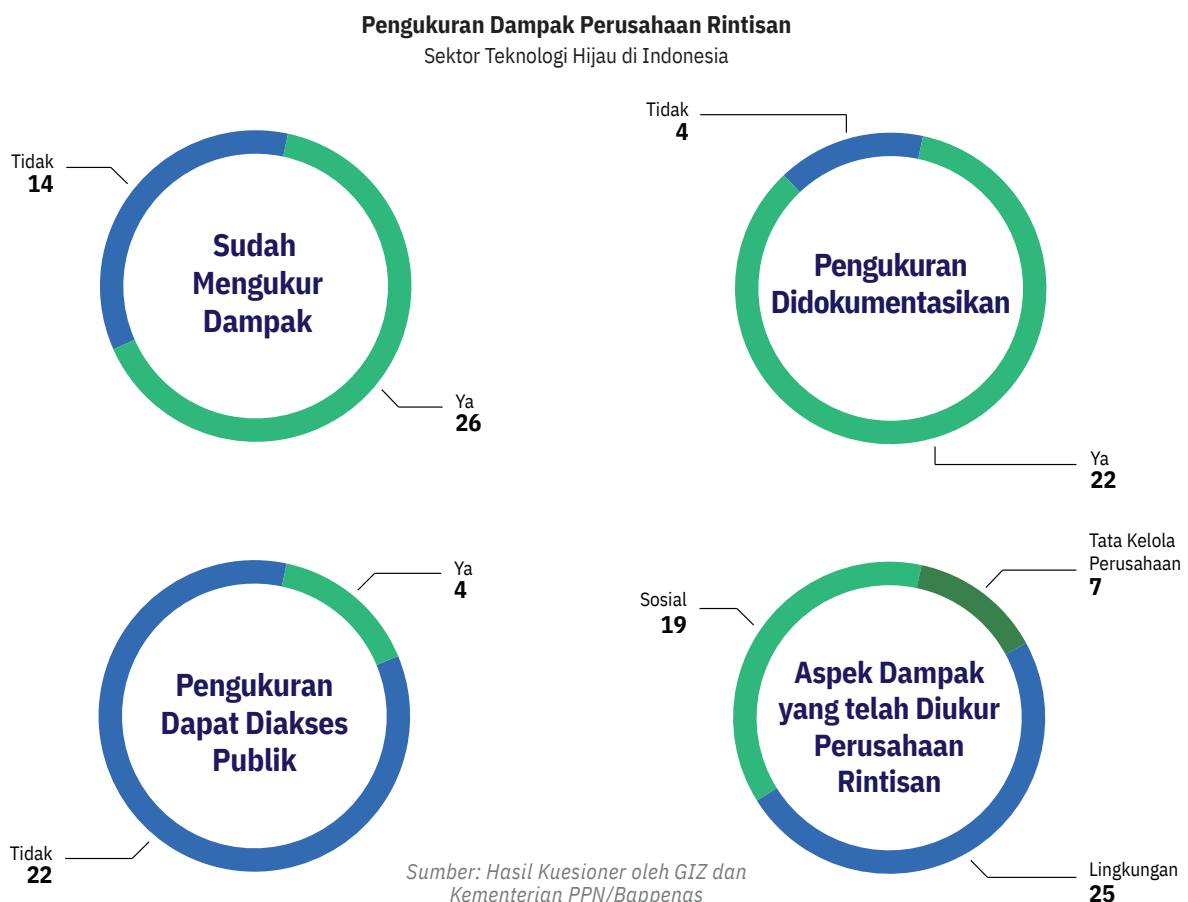 Pengukuran Dampak Perusahaan Rintisan
Sektor Teknologi Hijau di Indonesia
Tidak
14
Sudah
Mengukur
Dampak
Ya
26
Tidak
4
Pengukuran
Didokumentasikan
Ya
22
Ya
4
Pengukuran
Dapat Diakses
Publik
Tidak
22
Tata Kelola
Perusahaan
7
Sosial
19
Aspek Dampak
yang telah Diukur
Perusahaan
Rintisan
Lingkungan
25
Sumber: Hasil Kuesioner oleh GIZ dan
Kementerian PPN/Bappenas